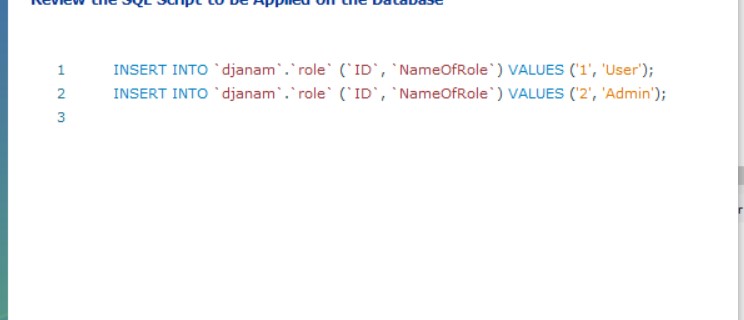 Review the SQL Script to be Applied on the Database
1 INSERT INTO `djanam`.`role` (`ID`, `NameOfRole`) VALUES ('1', 'User');
2 INSERT INTO `djanam`.`role` (`ID`, `NameOfRole`) VALUES ('2', 'Admin');
3